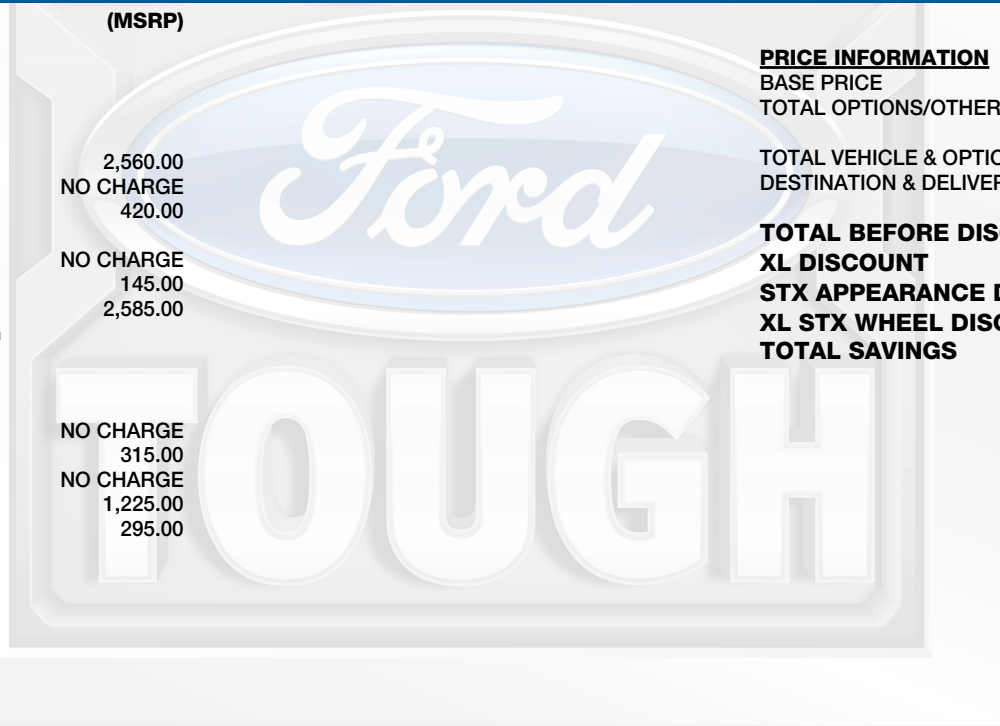 (MSRP)
2,560.00
NO CHARGE
420.00
NO CHARGE
145.00
2,585.00
NO CHARGE
315.00
NO CHARGE
1,225.00
295.00
Ford
TOUGH
PRICE INFORMATION
BASE PRICE
TOTAL OPTIONS/OTHER
TOTAL VEHICLE & OPTIO
DESTINATION & DELIVER
TOTAL BEFORE DISC
XL DISCOUNT
STX APPEARANCE D
XL STX WHEEL DISC
TOTAL SAVINGS